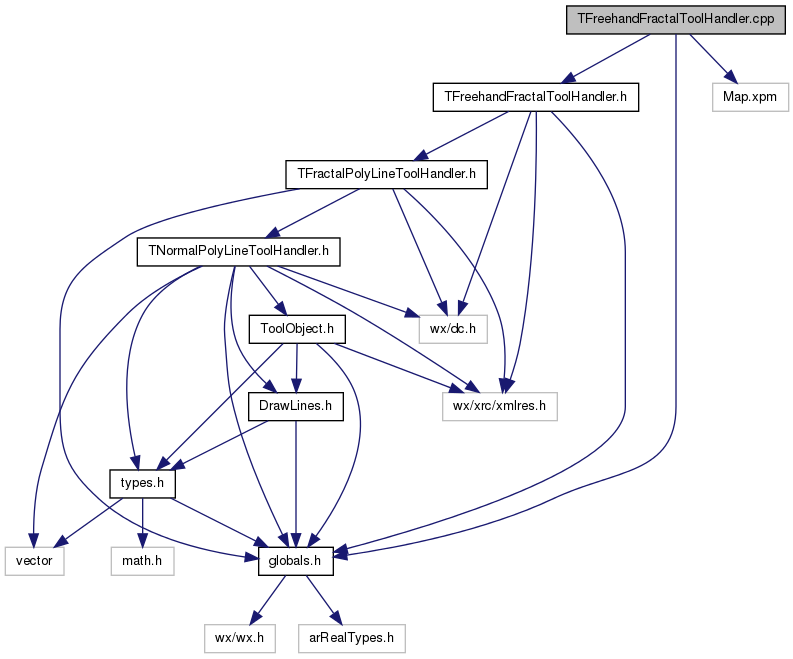 TFreehandFractalToolHandler.cpp
TFreehandFractalToolHandler.h
Map.xpm
TFractalPolyLineToolHandler.h
TNormalPolyLineToolHandler.h
ToolObject.h
wx/dc.h
DrawLines.h
wx/xrc/xmlres.h
types.h
vector
math.h
globals.h
wx/wx.h
arRealTypes.h